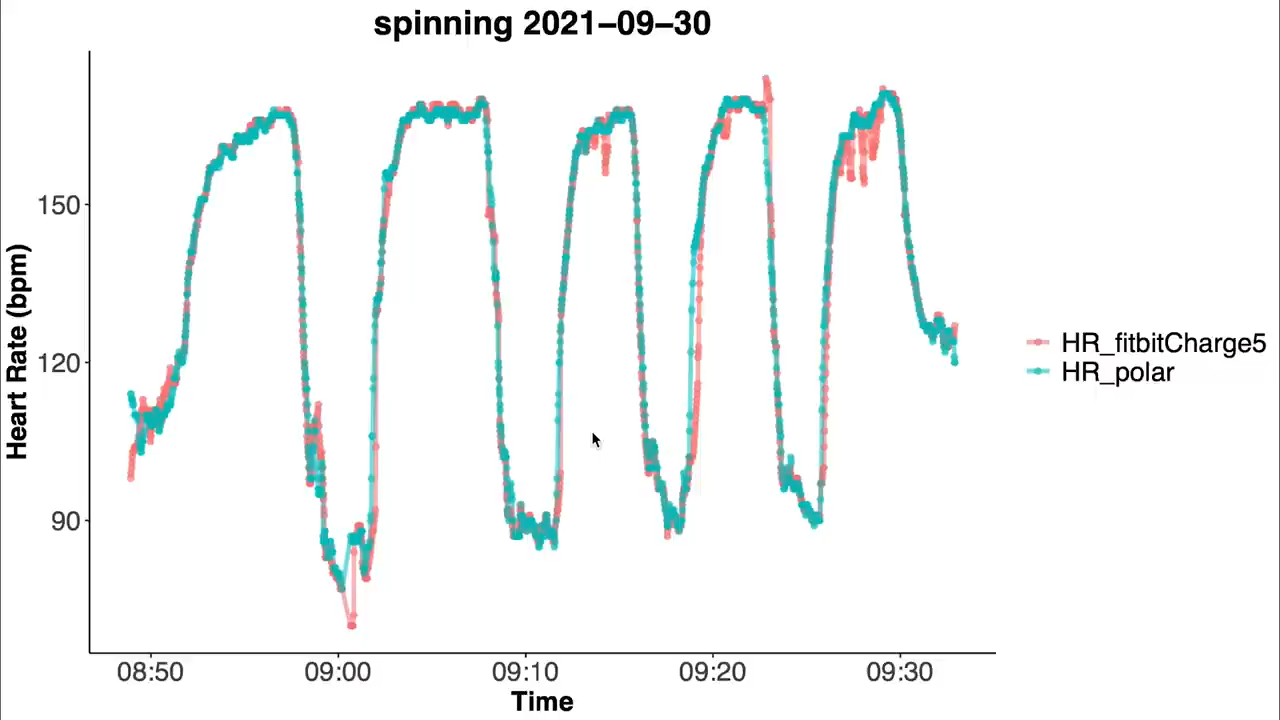 spinning 2021−09−30
Heart Rate (bpm)
150
120
90
08:50
09:00
09:10
09:20
09:30
Time
HR_fitbitCharge5
HR_polar